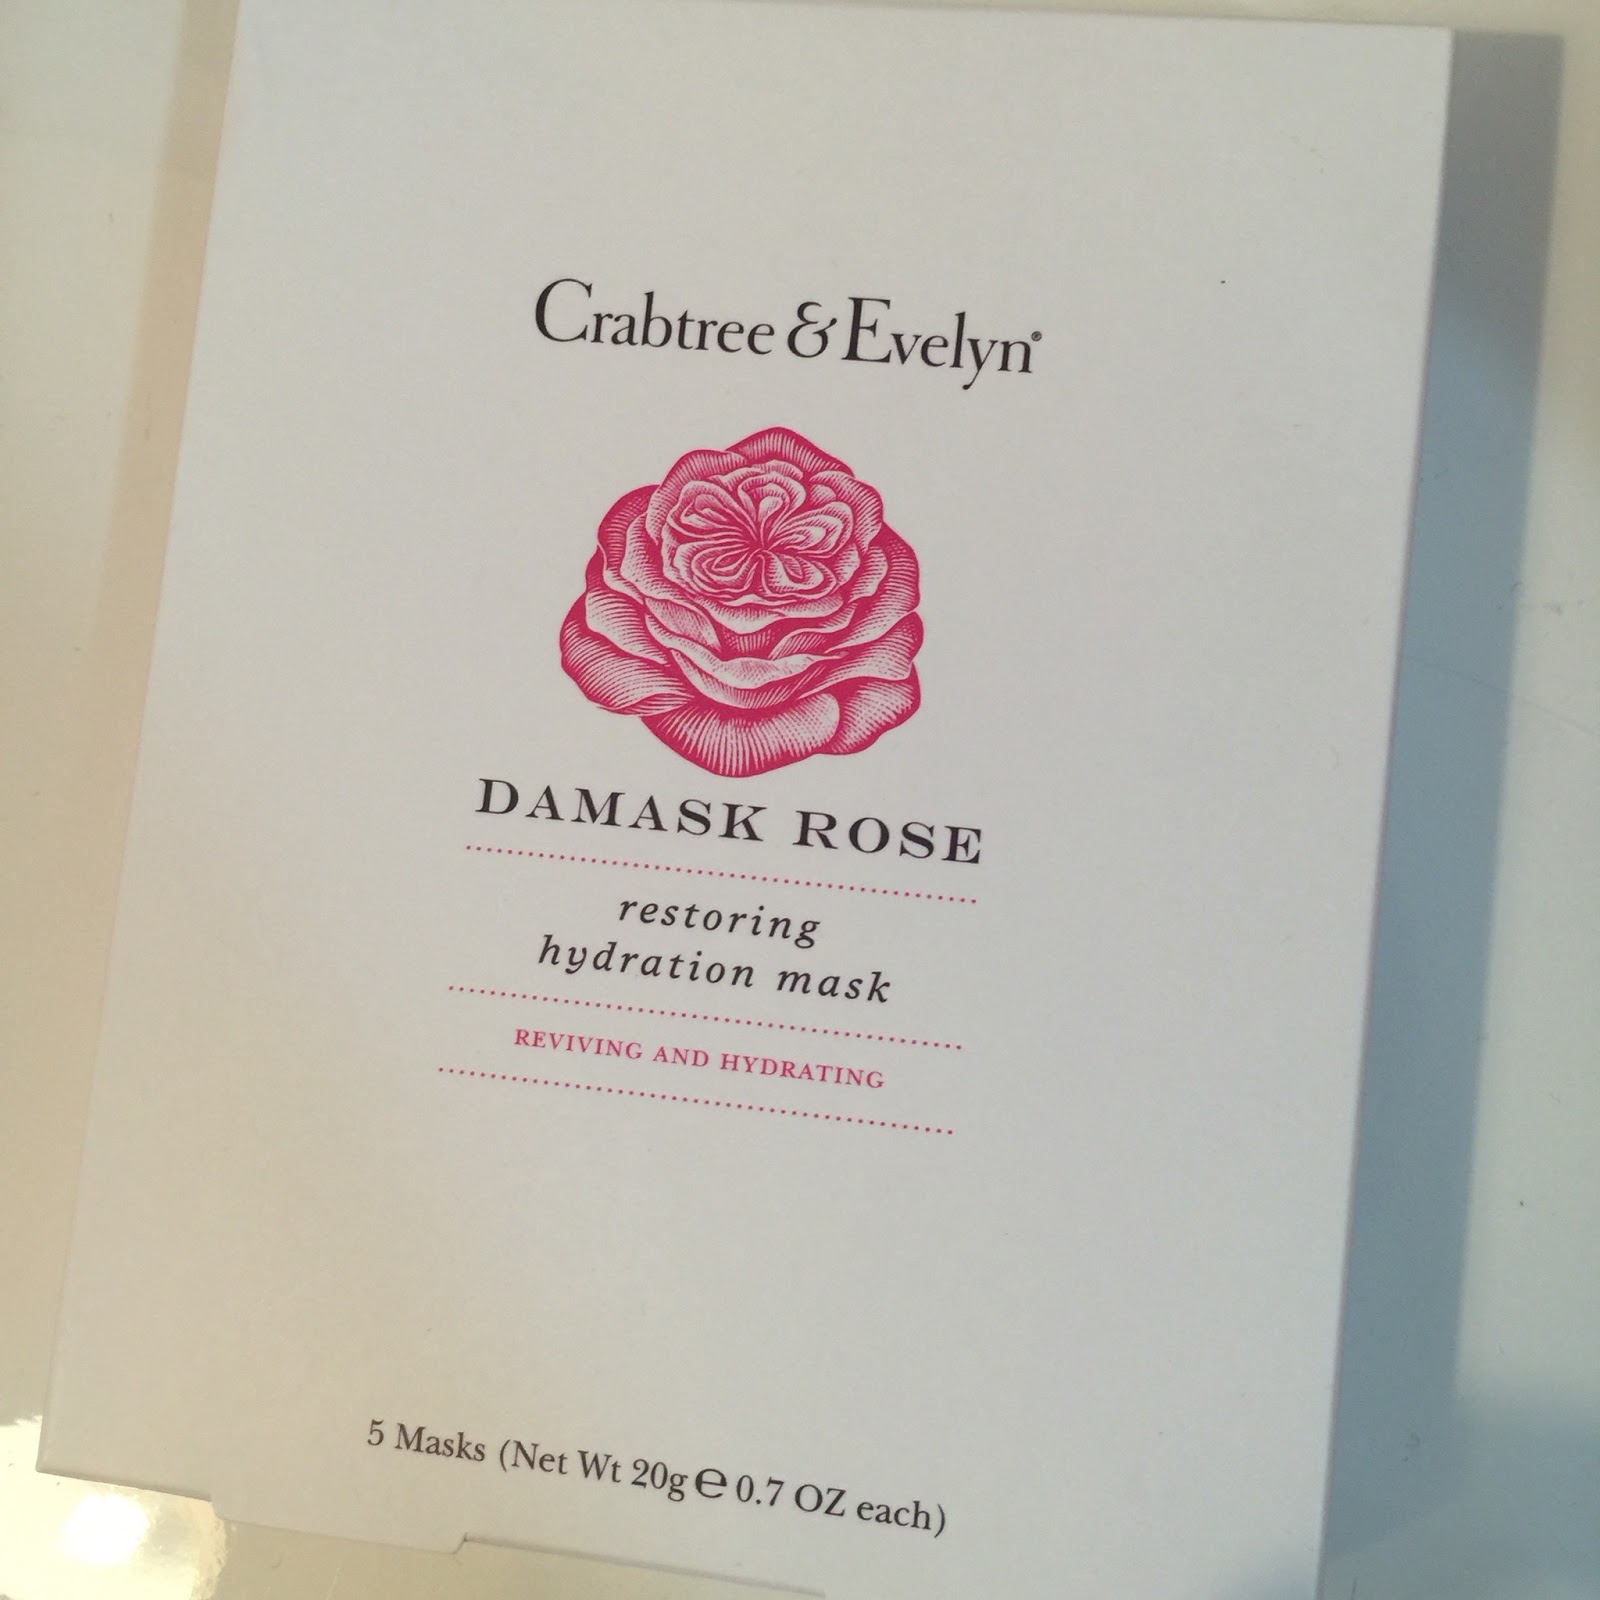 Crabtree & Evelyn®
DAMASK ROSE
restoring
hydration mask
REVIVING AND HYDRATING
5 Masks (Net Wt 20g ℮ 0.7 OZ each)